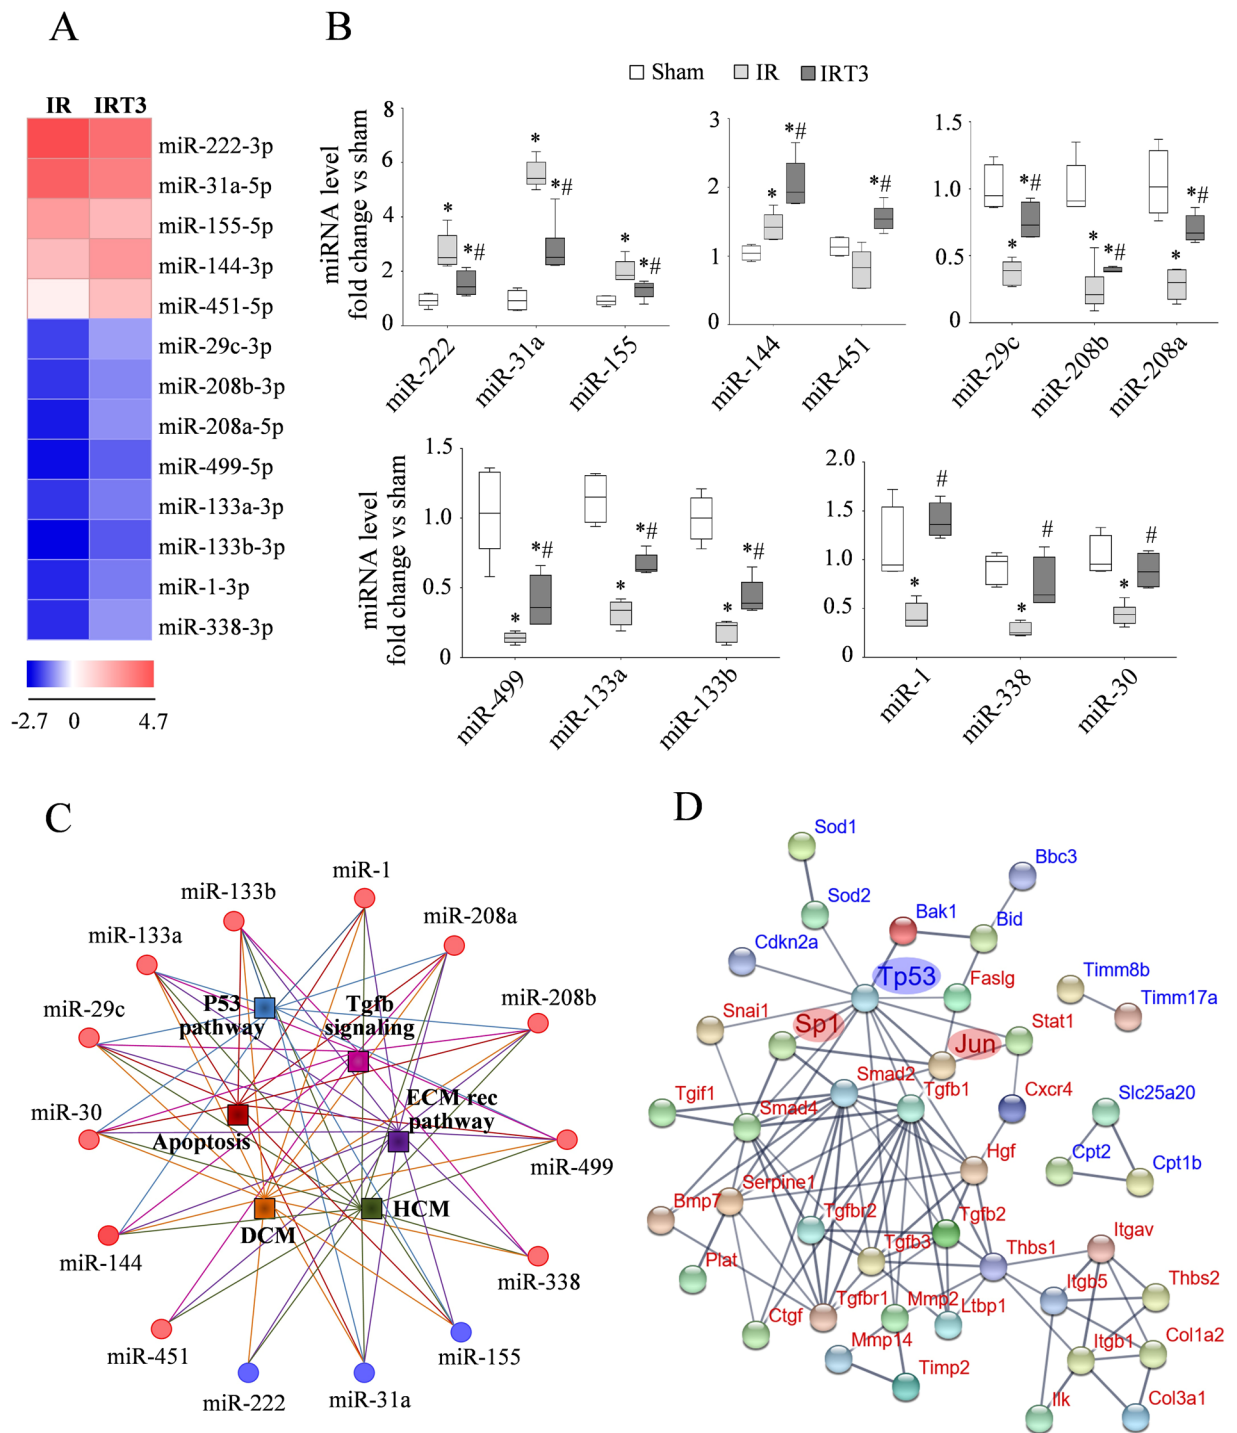 A
B
Sham IR IRT3
IR IRT3
miR-222-3p
miR-31a-5p
miR-155-5p
miR-144-3p
miR-451-5p
miR-29c-3p
miR-208b-3p
miR-208a-5p
miR-499-5p
miR-133a-3p
miR-133b-3p
miR-1-3p
miR-338-3p
-2.7 0 4.7
miRNA level
fold change vs sham
8
6
4
2
0
*
*#
*
*#
*
*#
miR-222
miR-31a
miR-155
3
2
1
0
*
*#
*#
miR-144
miR-451
1.5
1.0
0.5
0
*
*#
*
*#
*
*#
miR-29c
miR-208b
miR-208a
miRNA level
fold change vs sham
1.5
1.0
0.5
0
*
*#
*
*#
*
*#
miR-499
miR-133a
miR-133b
2.0
1.5
1.0
0.5
0
*
#
*
#
*
#
miR-1
miR-338
miR-30
C
miR-1
miR-133b
miR-208a
miR-133a
miR-208b
miR-29c
P53
pathway
Tgfb
signaling
miR-30
ECM rec
pathway
Apoptosis
miR-499
HCM
DCM
miR-144
miR-338
miR-451
miR-155
miR-222
miR-31a
D
Sod1
Bbc3
Sod2
Bak1
Bid
Cdkn2a
Tp53
Faslg
Timm8b
Timm17a
Snai1
Sp1
Jun
Stat1
Smad2
Tgfb1
Cxcr4
Tgif1
Smad4
Slc25a20
Hgf
Cpt2
Cpt1b
Serpine1
Bmp7
Tgfbr2
Tgfb2
Tgfb3
Thbs1
Itgav
Plat
Itgb5
Thbs2
Tgfbr1
Mmp2
Ltbp1
Ctgf
Mmp14
Itgb1
Col1a2
Timp2
Ilk
Col3a1